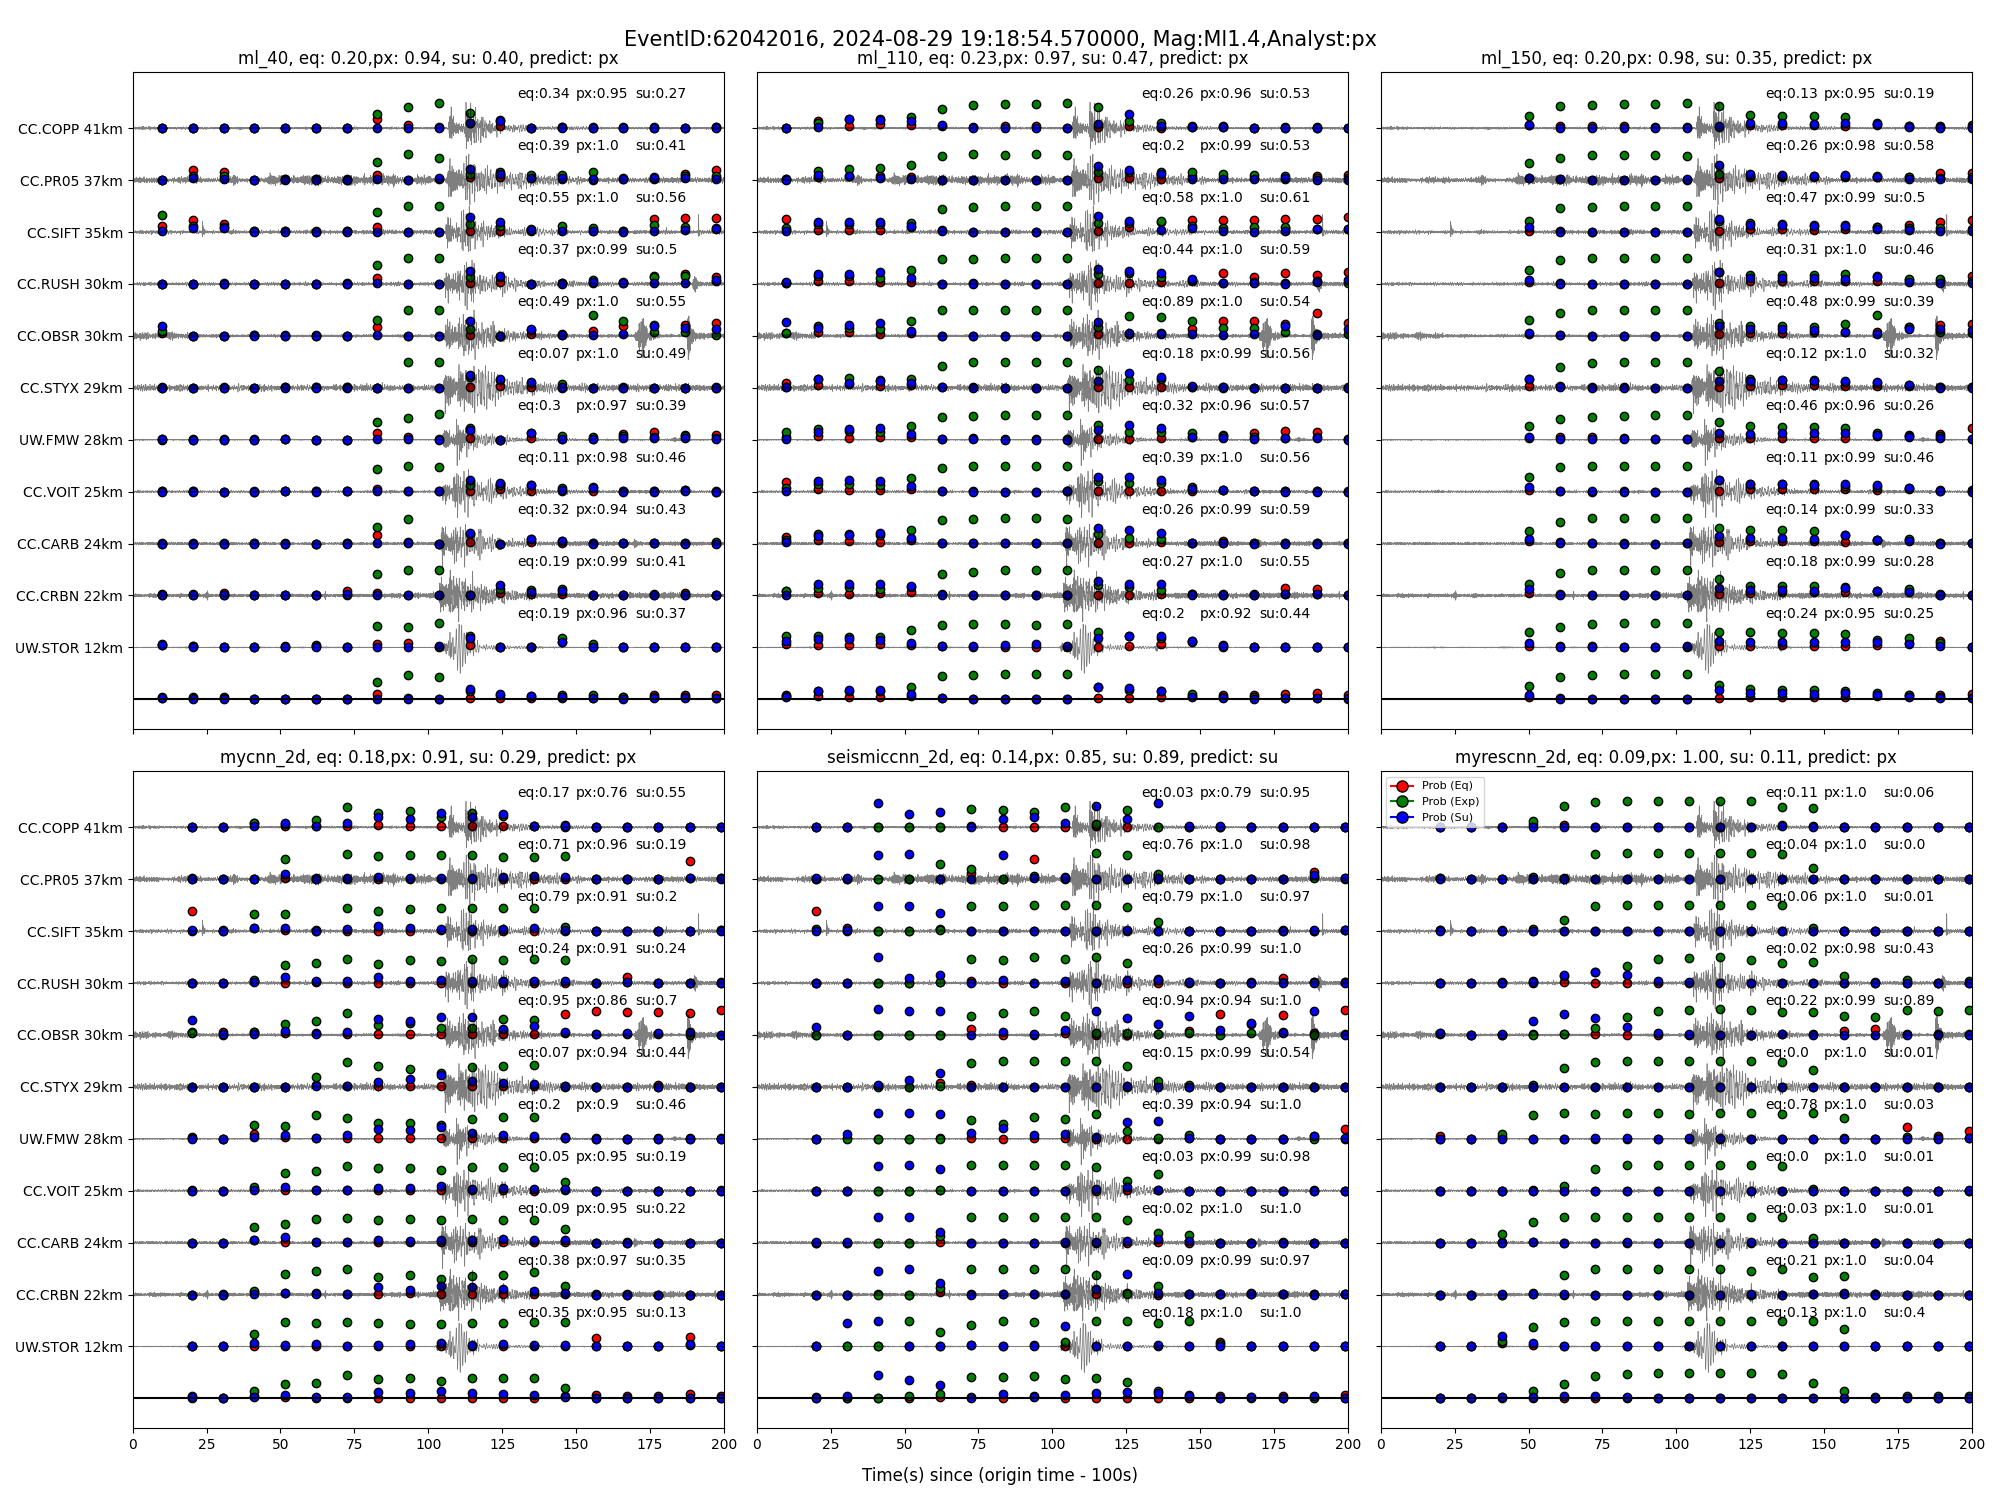 EventID:62042016, 2024-08-29 19:18:54.570000, Mag:Ml1.4,Analyst:px
ml_40, eq: 0.20,px: 0.94, su: 0.40, predict: px
CC.COPP 41km eq:0.34 px:0.95 su:0.27
CC.PR05 37km eq:0.39 px:1.0 su:0.41
CC.SIFT 35km eq:0.55 px:1.0 su:0.56
CC.RUSH 30km eq:0.37 px:0.99 su:0.5
CC.OBSR 30km eq:0.49 px:1.0 su:0.55
CC.STYX 29km eq:0.07 px:1.0 su:0.49
UW.FMW 28km eq:0.3 px:0.97 su:0.39
CC.VOIT 25km eq:0.11 px:0.98 su:0.46
CC.CARB 24km eq:0.32 px:0.94 su:0.43
CC.CRBN 22km eq:0.19 px:0.99 su:0.41
UW.STOR 12km eq:0.19 px:0.96 su:0.37
ml_110, eq: 0.23,px: 0.97, su: 0.47, predict: px
eq:0.26 px:0.96 su:0.53
eq:0.2 px:0.99 su:0.53
eq:0.58 px:1.0 su:0.61
eq:0.44 px:1.0 su:0.59
eq:0.89 px:1.0 su:0.54
eq:0.18 px:0.99 su:0.56
eq:0.32 px:0.96 su:0.57
eq:0.39 px:1.0 su:0.56
eq:0.26 px:0.99 su:0.59
eq:0.27 px:1.0 su:0.55
eq:0.2 px:0.92 su:0.44
ml_150, eq: 0.20,px: 0.98, su: 0.35, predict: px
eq:0.13 px:0.95 su:0.19
eq:0.26 px:0.98 su:0.58
eq:0.47 px:0.99 su:0.5
eq:0.31 px:1.0 su:0.46
eq:0.48 px:0.99 su:0.39
eq:0.12 px:1.0 su:0.32
eq:0.46 px:0.96 su:0.26
eq:0.11 px:0.99 su:0.46
eq:0.14 px:0.99 su:0.33
eq:0.18 px:0.99 su:0.28
eq:0.24 px:0.95 su:0.25
mycnn_2d, eq: 0.18,px: 0.91, su: 0.29, predict: px
CC.COPP 41km eq:0.17 px:0.76 su:0.55
CC.PR05 37km eq:0.71 px:0.96 su:0.19
CC.SIFT 35km eq:0.79 px:0.91 su:0.2
CC.RUSH 30km eq:0.24 px:0.91 su:0.24
CC.OBSR 30km eq:0.95 px:0.86 su:0.7
CC.STYX 29km eq:0.07 px:0.94 su:0.44
UW.FMW 28km eq:0.2 px:0.9 su:0.46
CC.VOIT 25km eq:0.05 px:0.95 su:0.19
CC.CARB 24km eq:0.09 px:0.95 su:0.22
CC.CRBN 22km eq:0.38 px:0.97 su:0.35
UW.STOR 12km eq:0.35 px:0.95 su:0.13
0 25 50 75 100 125 150 175 200
seismiccnn_2d, eq: 0.14,px: 0.85, su: 0.89, predict: su
eq:0.03 px:0.79 su:0.95
eq:0.76 px:1.0 su:0.98
eq:0.79 px:1.0 su:0.97
eq:0.26 px:0.99 su:1.0
eq:0.94 px:0.94 su:1.0
eq:0.15 px:0.99 su:0.54
eq:0.39 px:0.94 su:1.0
eq:0.03 px:0.99 su:0.98
eq:0.02 px:1.0 su:1.0
eq:0.09 px:0.99 su:0.97
eq:0.18 px:1.0 su:1.0
0 25 50 75 100 125 150 175 200
myrescnn_2d, eq: 0.09,px: 1.00, su: 0.11, predict: px
Prob (Eq)
Prob (Exp)
Prob (Su)
eq:0.11 px:1.0 su:0.06
eq:0.04 px:1.0 su:0.0
eq:0.06 px:1.0 su:0.01
eq:0.02 px:0.98 su:0.43
eq:0.22 px:0.99 su:0.89
eq:0.0 px:1.0 su:0.01
eq:0.78 px:1.0 su:0.03
eq:0.0 px:1.0 su:0.01
eq:0.03 px:1.0 su:0.01
eq:0.21 px:1.0 su:0.04
eq:0.13 px:1.0 su:0.4
0 25 50 75 100 125 150 175 200
Time(s) since (origin time - 100s)